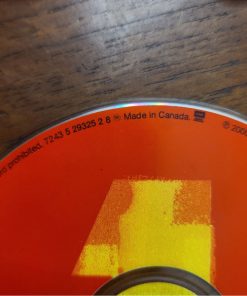 prohibited. 7243 5 29325 2 8 Made in Canada. ℗ 200